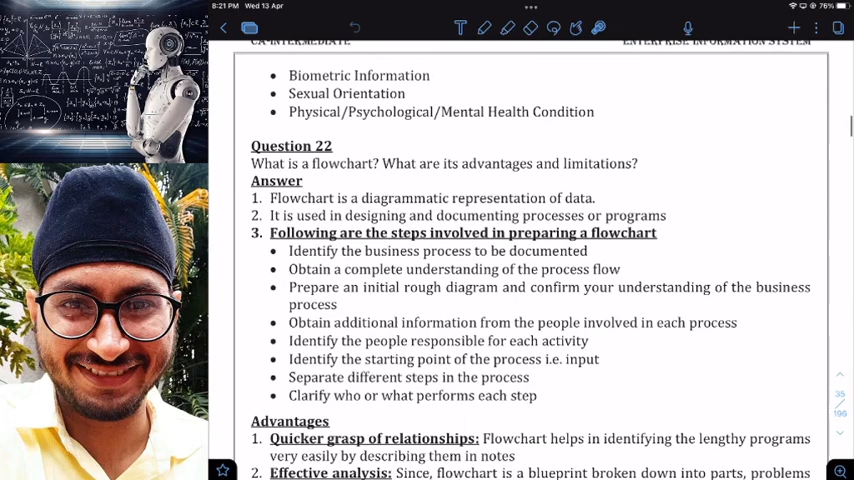 8:21 PM Wed 13 Apr
76%
CA-INTERMEDIATE ENTERPRISE INFORMATION SYSTEM
• Biometric Information
• Sexual Orientation
• Physical/Psychological/Mental Health Condition
Question 22
What is a flowchart? What are its advantages and limitations?
Answer
1. Flowchart is a diagrammatic representation of data.
2. It is used in designing and documenting processes or programs
3. Following are the steps involved in preparing a flowchart
• Identify the business process to be documented
• Obtain a complete understanding of the process flow
• Prepare an initial rough diagram and confirm your understanding of the business
process
• Obtain additional information from the people involved in each process
• Identify the people responsible for each activity
• Identify the starting point of the process i.e. input
• Separate different steps in the process
• Clarify who or what performs each step
Advantages
1. Quicker grasp of relationships: Flowchart helps in identifying the lengthy programs
very easily by describing them in notes
2. Effective analysis: Since, flowchart is a blueprint broken down into parts, problems
35
/
196